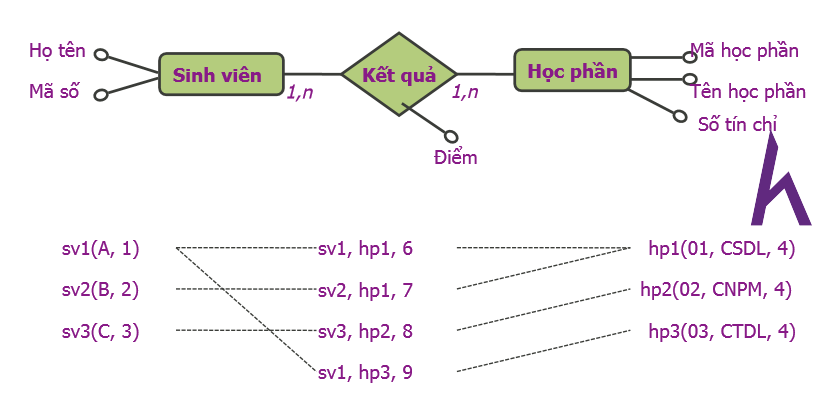 Họ tên
Mã số
Sinh viên
1,n
Kết quả
1,n
Điểm
Học phần
Mã học phần
Tên học phần
Số tín chỉ
sv1(A, 1)
sv1, hp1, 6
hp1(01, CSDL, 4)
sv2(B, 2)
sv2, hp1, 7
hp2(02, CNPM, 4)
sv3(C, 3)
sv3, hp2, 8
hp3(03, CTDL, 4)
sv1, hp3, 9